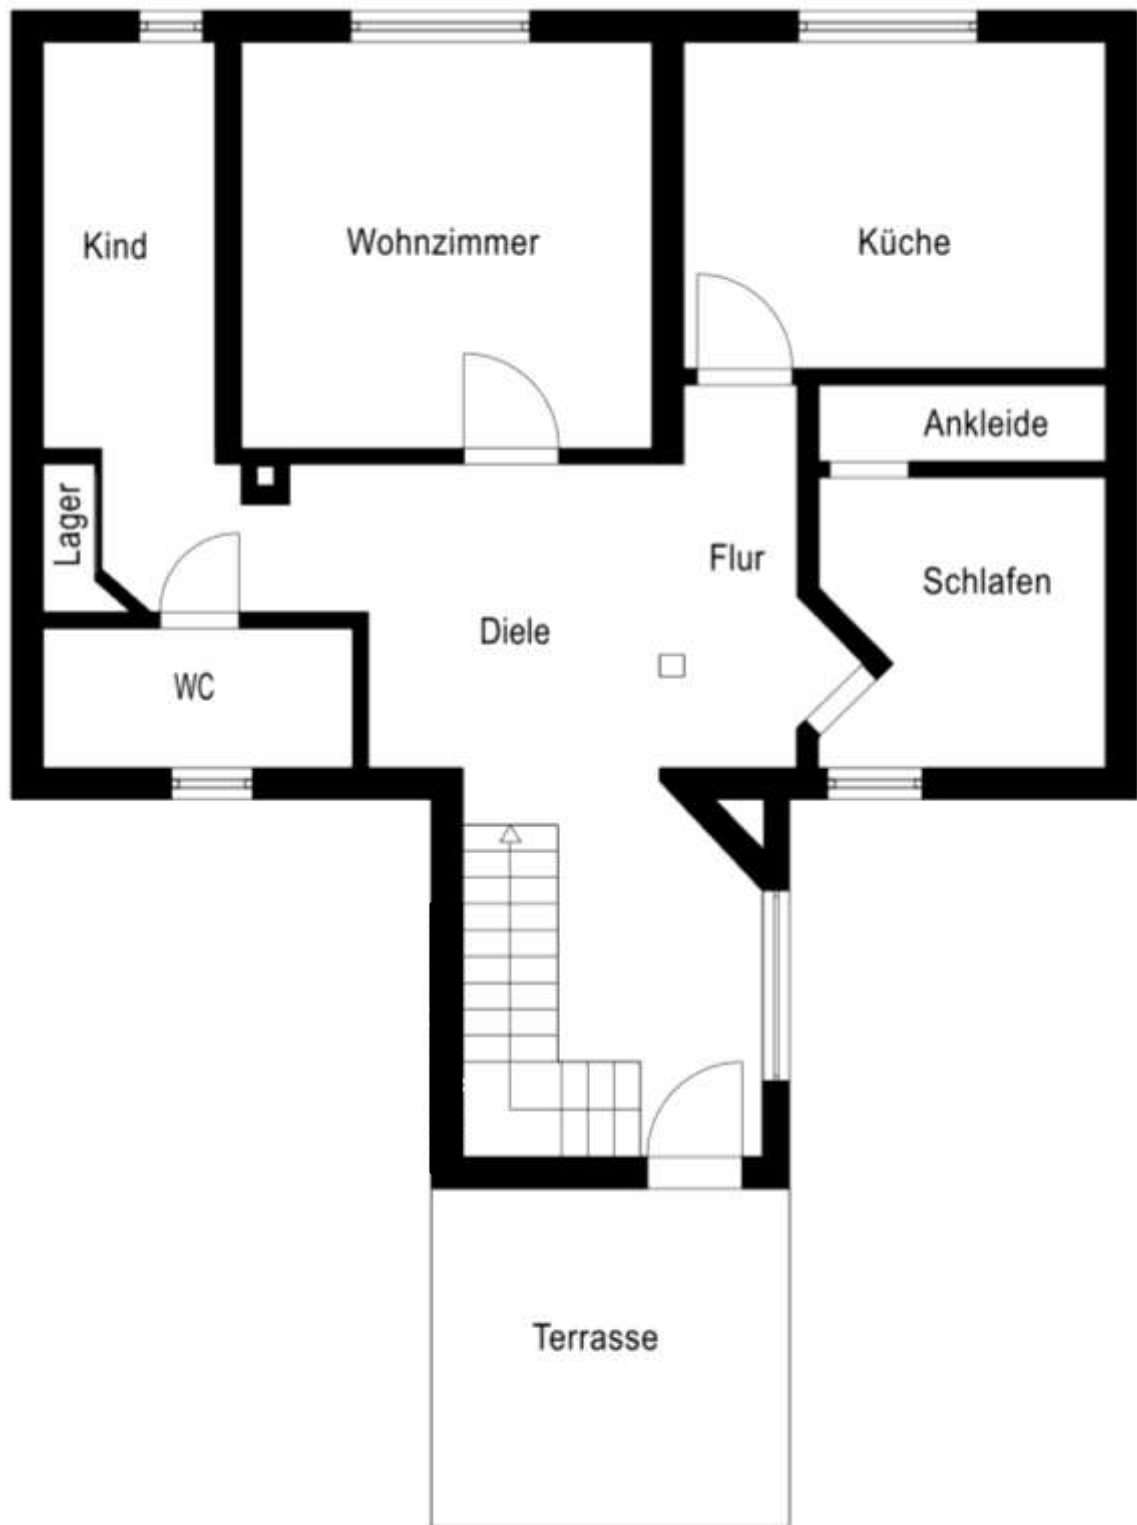 Kind
Wohnzimmer
Küche
Ankleide
Lager
Flur
Schlafen
Diele
WC
Terrasse